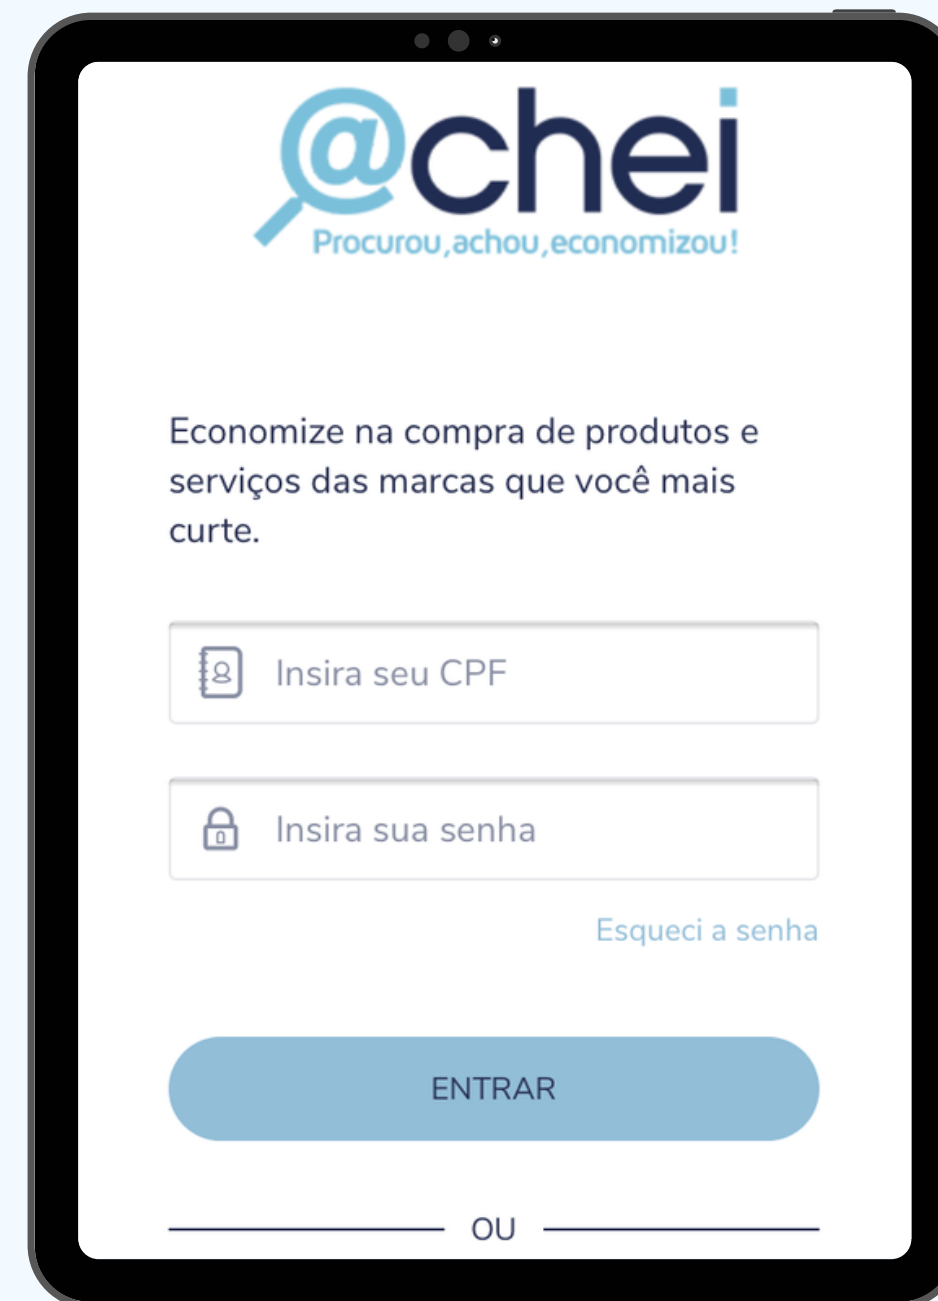 @chei
Procurou,achou,economizou!
Economize na compra de produtos e
serviços das marcas que você mais
curte.
Insira seu CPF
Insira sua senha
Esqueci a senha
ENTRAR
OU